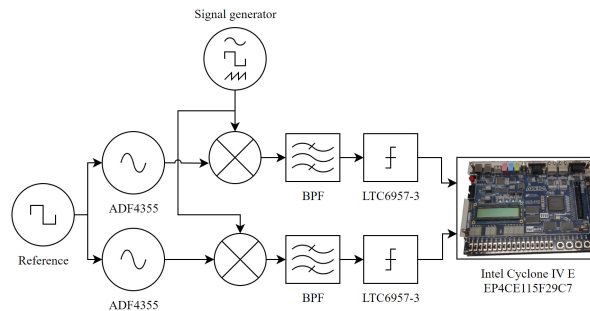 Signal generator
ADF4355
BPF
LTC6957-3
Reference
ADF4355
BPF
LTC6957-3
Intel Cyclone IV E
EP4CE115F29C7